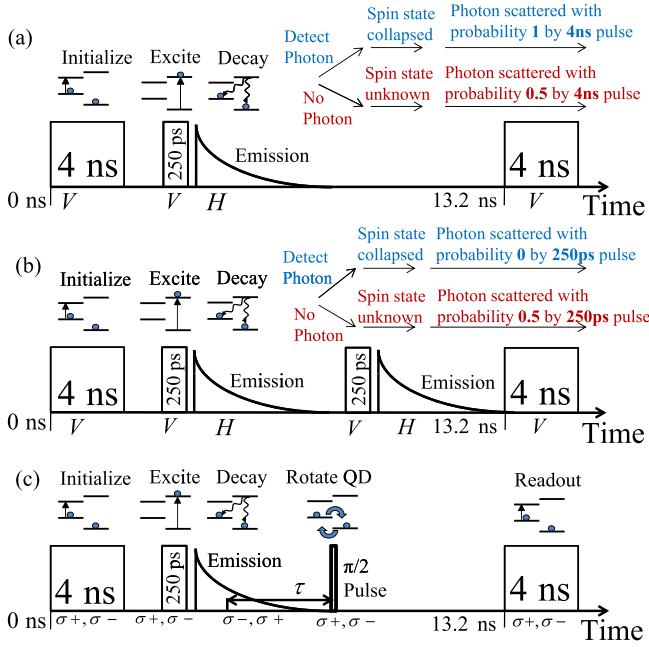 (a)
Initialize Excite Decay
Detect Photon
Spin state collapsed
Photon scattered with probability 1 by 4ns pulse
No Photon
Spin state unknown
Photon scattered with probability 0.5 by 4ns pulse
4 ns
250 ps
Emission
4 ns
0 ns V V H 13.2 ns V Time
(b)
Initialize Excite Decay
Detect Photon
Spin state collapsed
Photon scattered with probability 0 by 250ps pulse
No Photon
Spin state unknown
Photon scattered with probability 0.5 by 250ps pulse
4 ns
250 ps
Emission
250 ps
Emission
4 ns
0 ns V V H V H 13.2 ns V Time
(c)
Initialize Excite Decay Rotate QD Readout
4 ns
250 ps
Emission
τ
π/2 Pulse
4 ns
0 ns σ+,σ− σ+,σ− σ−,σ+ σ+,σ− 13.2 ns σ+,σ− Time